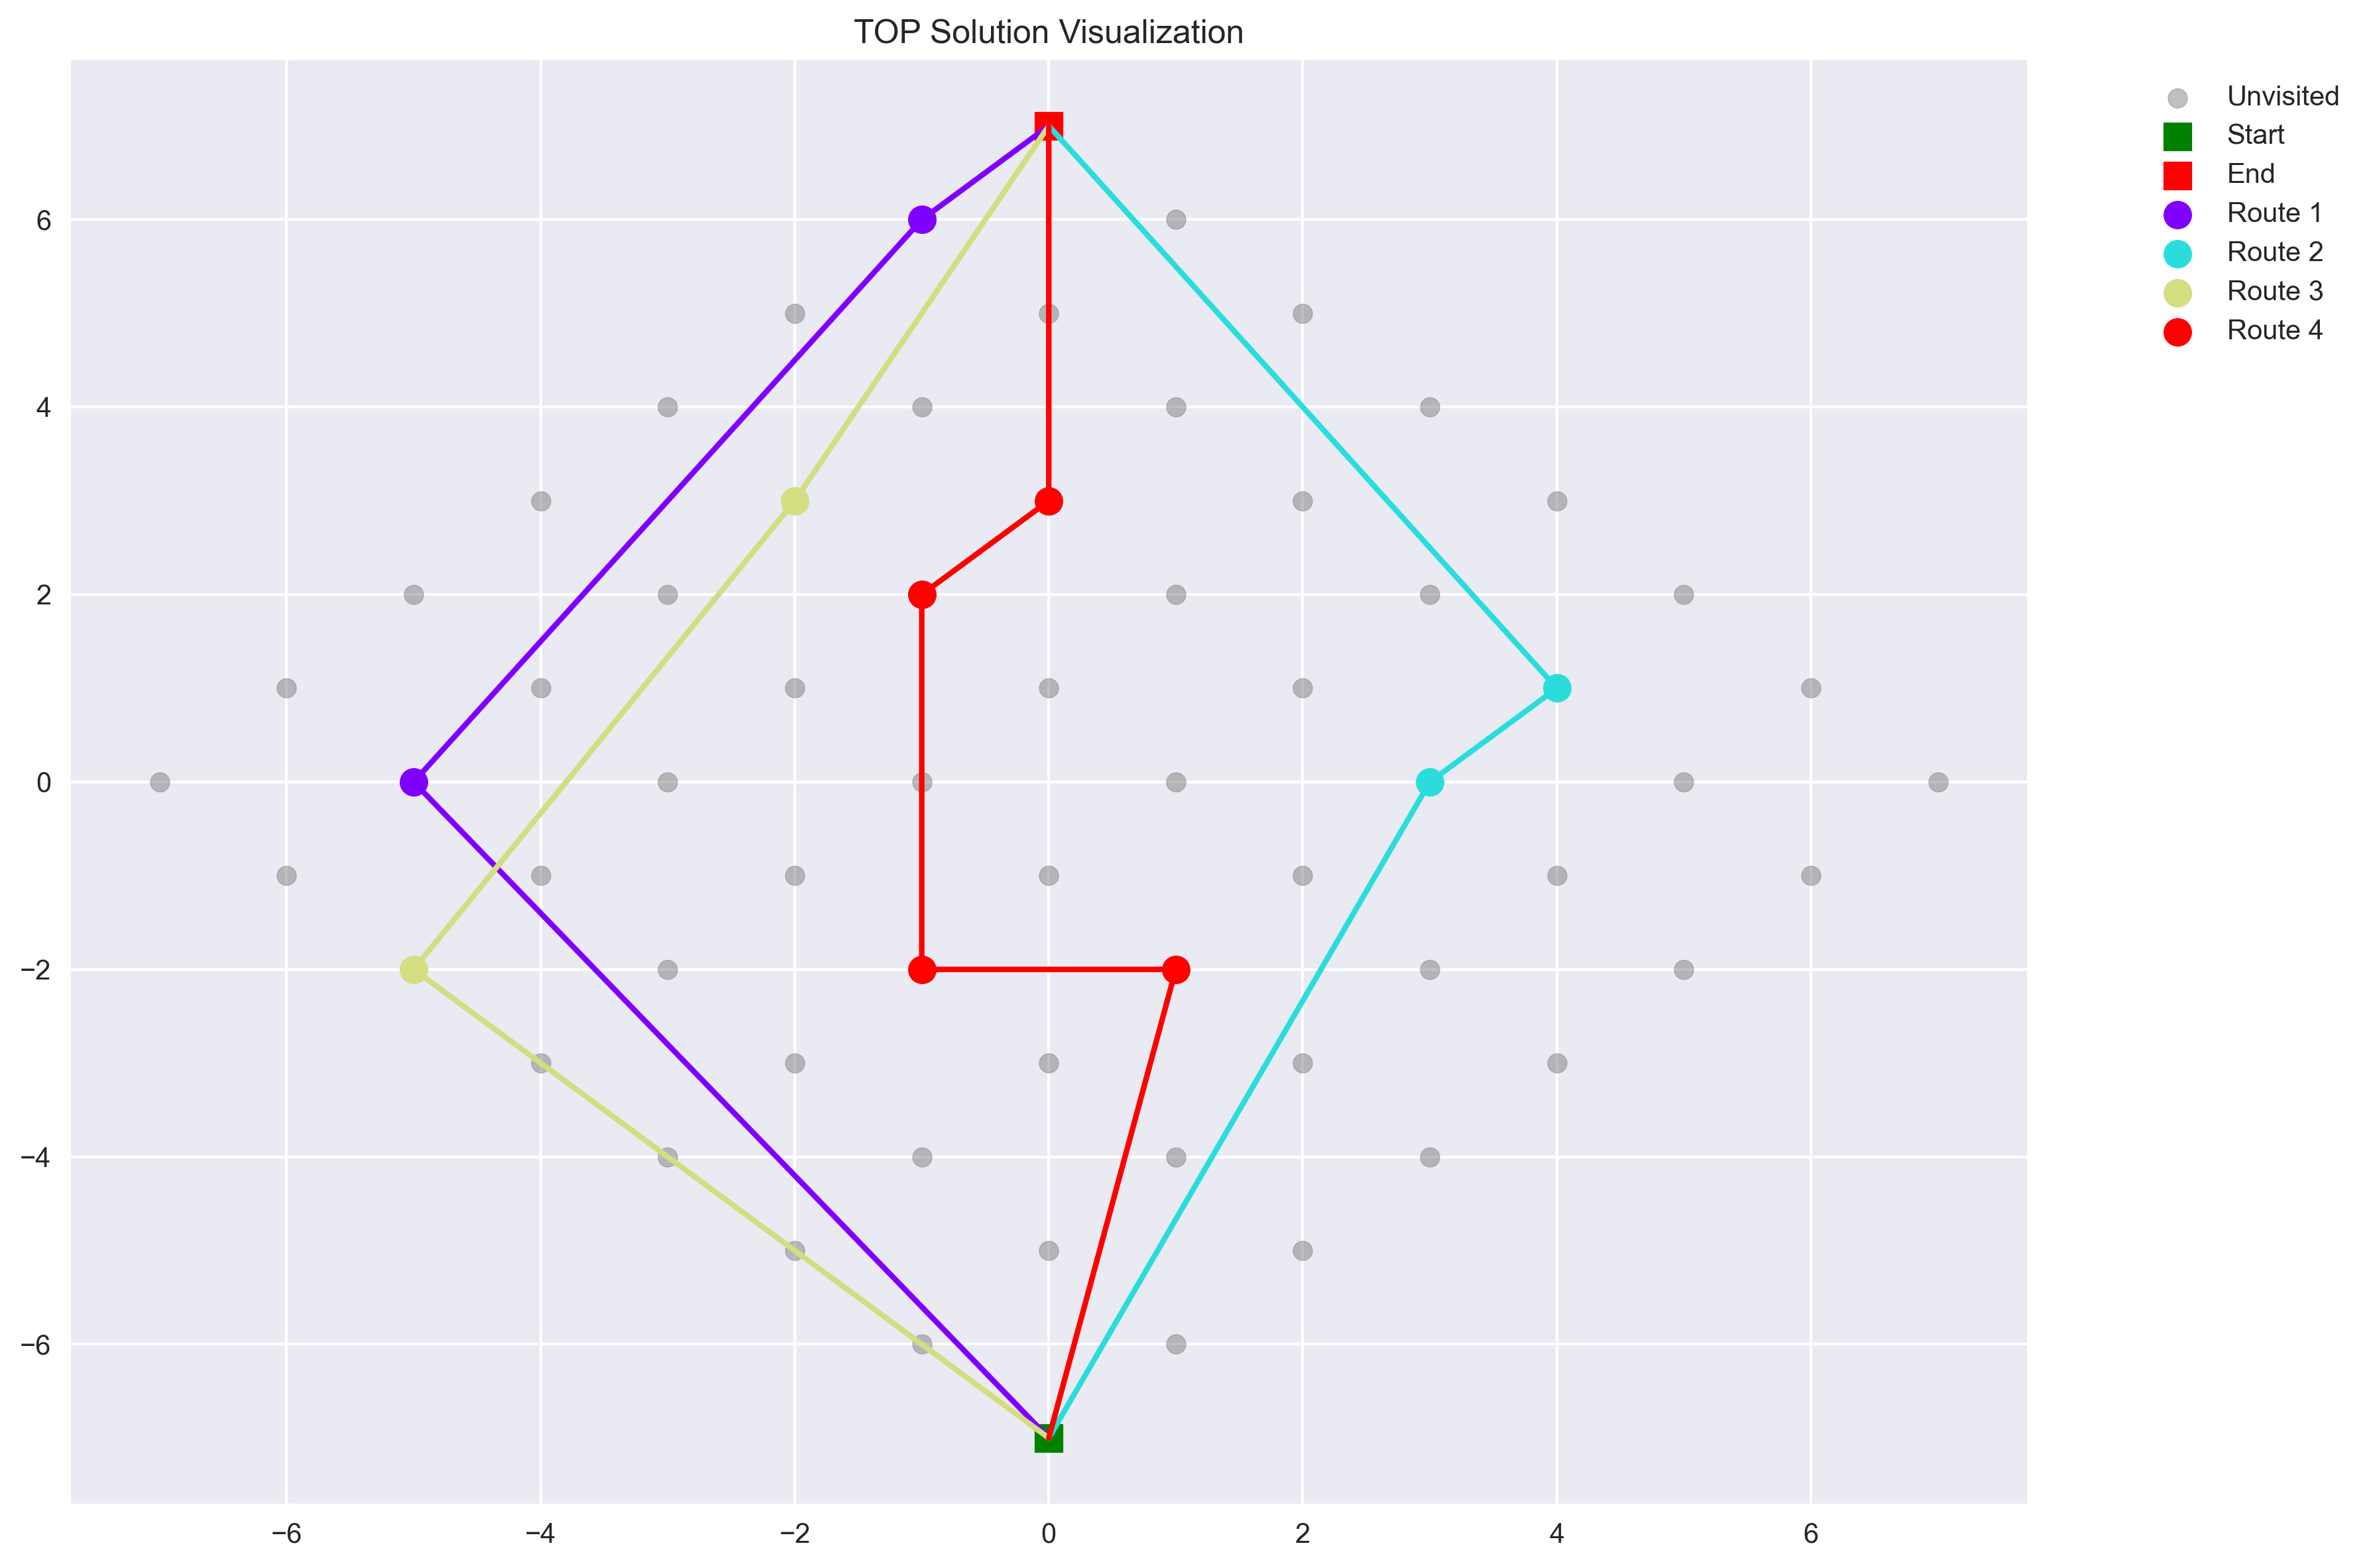 TOP Solution Visualization
Unvisited
Start
End
Route 1
Route 2
Route 3
Route 4
6
4
2
0
−2
−4
−6
−6 −4 −2 0 2 4 6